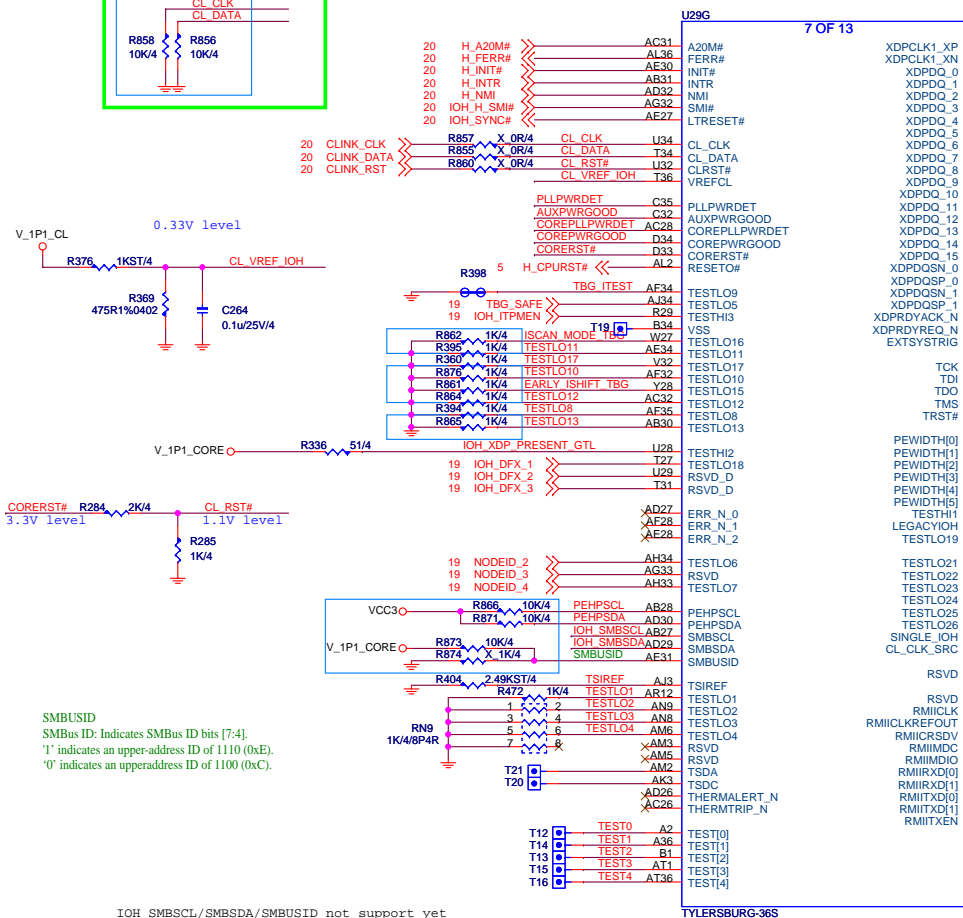 CL_CLK
CL_DATA
R858 R856
10K/4 10K/4
U29G
7 OF 13
20 H_A20M# AC31 A20M#
20 H_FERR# AL36 FERR#
20 H_INIT# AE30 INIT#
20 H_INTR AB31 INTR
20 H_NMI AD32 NMI
20 IOH_H_SMI# AG32 SMI#
20 IOH_SYNC# AE27 LTRESET#
20 CLINK_CLK R857 X_0R/4 CL_CLK U34 CL_CLK
20 CLINK_DATA R855 X_0R/4 CL_DATA T34 CL_DATA
20 CLINK_RST R860 X_0R/4 CL_RST# U32 CLRST#
CL_VREF_IOH T36 VREFCL
PLLPWRDET C35 PLLPWRDET
AUXPWRGOOD C32 AUXPWRGOOD
COREPLLPWRDET AC28 COREPLLPWRDET
COREPWRGOOD D34 COREPWRGOOD
CORERST# D33 CORERST#
5 H_CPURST# AL2 RESETO#
0.33V level
V_1P1_CL
R376 1KST/4 CL_VREF_IOH
R369
475R1%0402
C264
0.1u/25V/4
R398 TBG_ITEST AF34 TESTLO9
19 TBG_SAFE AJ34 TESTLO5
19 IOH_ITPMEN R29 TESTHI3
T19 B34 VSS
R862 1K/4 ISCAN_MODE_TBG W27 TESTLO16
R395 1K/4 TESTLO11 AE34 TESTLO11
R360 1K/4 TESTLO17 V32 TESTLO17
R876 1K/4 TESTLO10 AF32 TESTLO10
R861 1K/4 EARLY_ISHIFT_TBG Y28 TESTLO15
R864 1K/4 TESTLO12 AC32 TESTLO12
R394 1K/4 TESTLO8 AF35 TESTLO8
R865 1K/4 TESTLO13 AB30 TESTLO13
V_1P1_CORE R336 51/4 IOH_XDP_PRESENT_GTL U28 TESTHI2
19 IOH_DFX_1 T27 TESTLO18
19 IOH_DFX_2 U29 RSVD_D
19 IOH_DFX_3 T31 RSVD_D
AD27 ERR_N_0
AF28 ERR_N_1
AE28 ERR_N_2
CORERST# R284 2K/4 CL_RST#
3.3V level 1.1V level
R285
1K/4
19 NODEID_2 AH34 TESTLO6
19 NODEID_3 AG33 RSVD
19 NODEID_4 AH33 TESTLO7
VCC3 R866 10K/4 PEHPSCL AB28 PEHPSCL
R871 10K/4 PEHPSDA AD30 PEHPSDA
IOH_SMBSCL AB27 SMBSCL
V_1P1_CORE R873 10K/4 IOH_SMBSDA AD29 SMBSDA
R874 X_1K/4 SMBUSID AE31 SMBUSID
R404 2.49KST/4 TSIREF AJ3 TSIREF
R472 1K/4 TESTLO1 AR12 TESTLO1
1 2 TESTLO2 AN9 TESTLO2
3 4 TESTLO3 AN8 TESTLO3
5 6 TESTLO4 AM6 TESTLO4
7 8 AM3 RSVD
RN9
1K/4/8P4R
AM5 RSVD
T21 AM2 TSDA
T20 AK3 TSDC
AD26 THERMALERT_N
AC26 THERMTRIP_N
T12 TEST0 A2 TEST[0]
T14 TEST1 A36 TEST[1]
T13 TEST2 B1 TEST[2]
T15 TEST3 AT1 TEST[3]
T16 TEST4 AT36 TEST[4]
SMBUSID
SMBus ID: Indicates SMBus ID bits [7:4].
'1' indicates an upper-address ID of 1110 (0xE).
‘0’ indicates an upperaddress ID of 1100 (0xC).
XDPCLK1_XP
XDPCLK1_XN
XDPDQ_0
XDPDQ_1
XDPDQ_2
XDPDQ_3
XDPDQ_4
XDPDQ_5
XDPDQ_6
XDPDQ_7
XDPDQ_8
XDPDQ_9
XDPDQ_10
XDPDQ_11
XDPDQ_12
XDPDQ_13
XDPDQ_14
XDPDQ_15
XDPDQSN_0
XDPDQSP_0
XDPDQSN_1
XDPDQSP_1
XDPRDYACK_N
XDPRDYREQ_N
EXTSYSTRIG
TCK
TDI
TDO
TMS
TRST#
PEWIDTH[0]
PEWIDTH[1]
PEWIDTH[2]
PEWIDTH[3]
PEWIDTH[4]
PEWIDTH[5]
TESTHI1
LEGACYIOH
TESTLO19
TESTLO21
TESTLO22
TESTLO23
TESTLO24
TESTLO25
TESTLO26
SINGLE_IOH
CL_CLK_SRC
RSVD
RSVD
RMIICLK
RMIICLKREFOUT
RMIICRSDV
RMIIMDC
RMIIMDIO
RMIIRXD[0]
RMIIRXD[1]
RMIITXD[0]
RMIITXD[1]
RMIITXEN
IOH SMBSCL/SMBSDA/SMBUSID not support yet
TYLERSBURG-36S